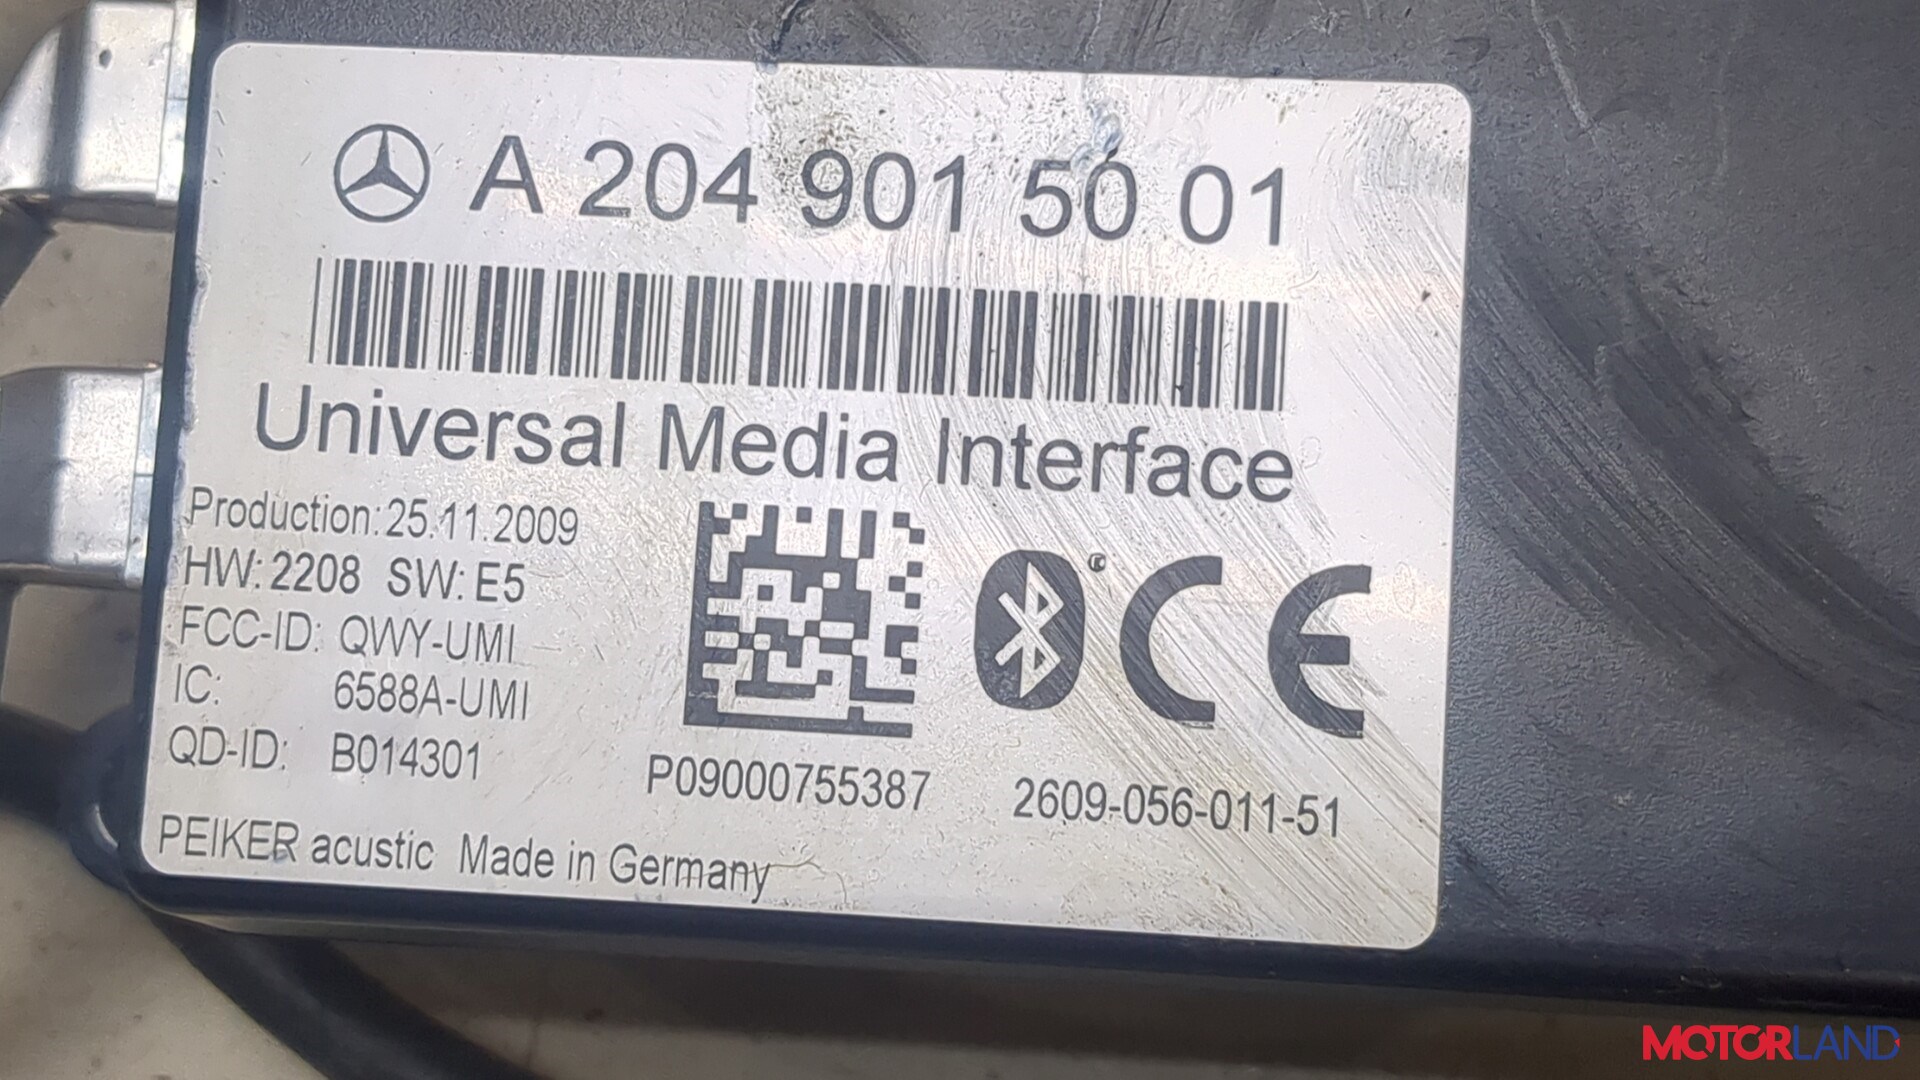 A 204 901 50 01
Universal Media Interface
Production: 25.11.2009
HW: 2208 SW: E5
FCC-ID: QWY-UMI
IC: 6588A-UMI
QD-ID: B014301
CE
P09000755387 2609-056-011-51
PEIKER acustic Made in Germany
MOTORLAND